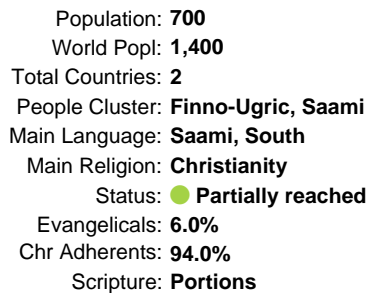 Population: 700
World Popl: 1,400
Total Countries: 2
People Cluster: Finno-Ugric, Saami
Main Language: Saami, South
Main Religion: Christianity
Status: Partially reached
Evangelicals: 6.0%
Chr Adherents: 94.0%
Scripture: Portions